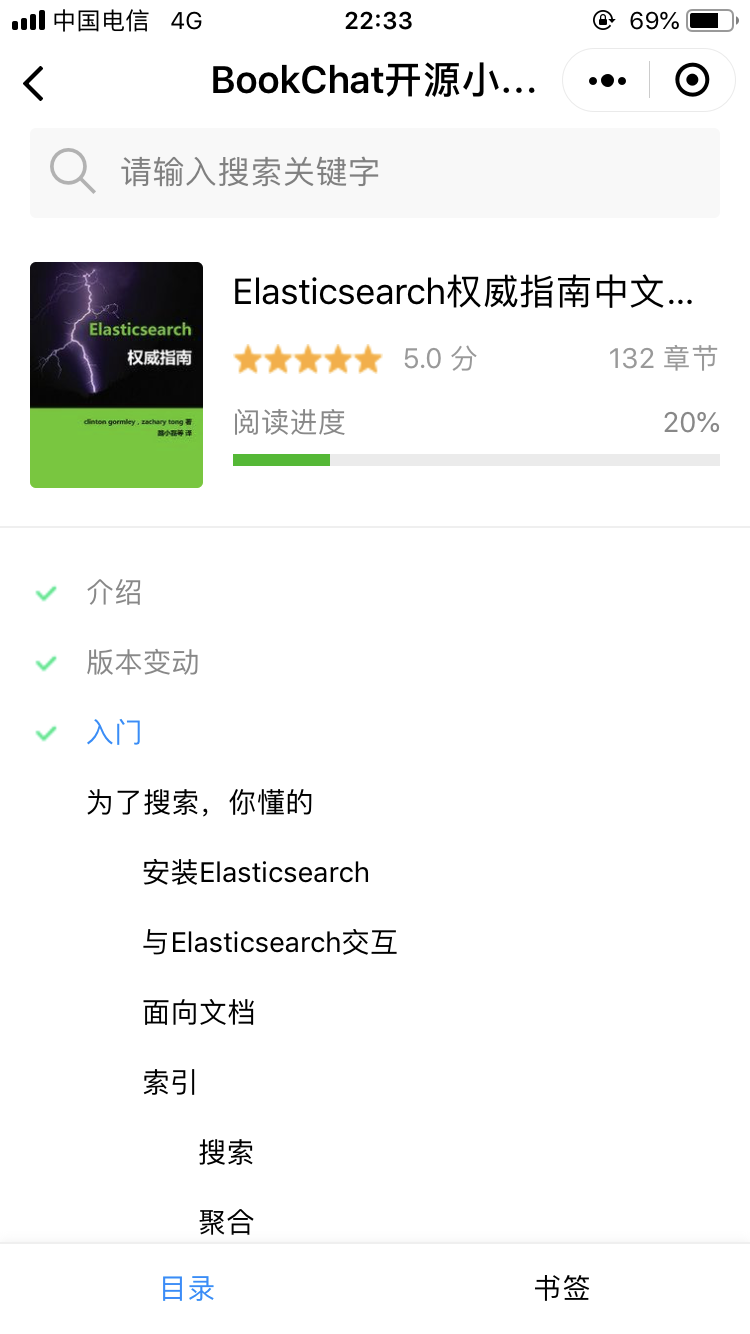 中国电信 4G 22:33 69%
BookChat开源小...
请输入搜索关键字
Elasticsearch
权威指南
clinton gormley，zachary tong 著
路小磊等 译
Elasticsearch权威指南中文...
5.0 分 132 章节
阅读进度 20%
介绍
版本变动
入门
为了搜索，你懂的
安装Elasticsearch
与Elasticsearch交互
面向文档
索引
搜索
聚合
目录 书签